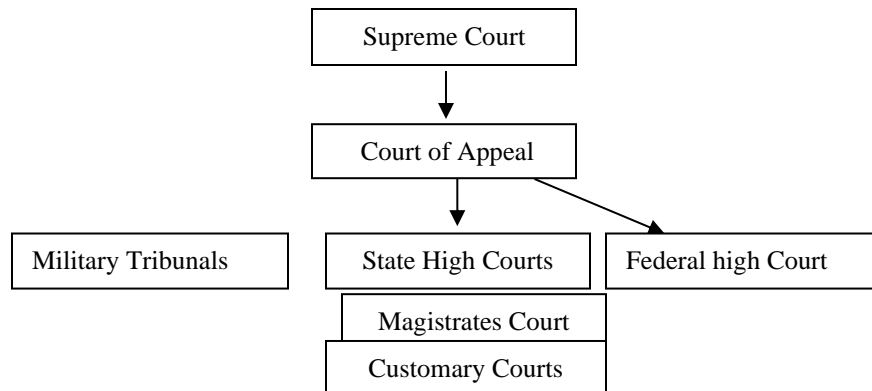 Supreme Court
Court of Appeal
Military Tribunals
State High Courts
Federal high Court
Magistrates Court
Customary Courts